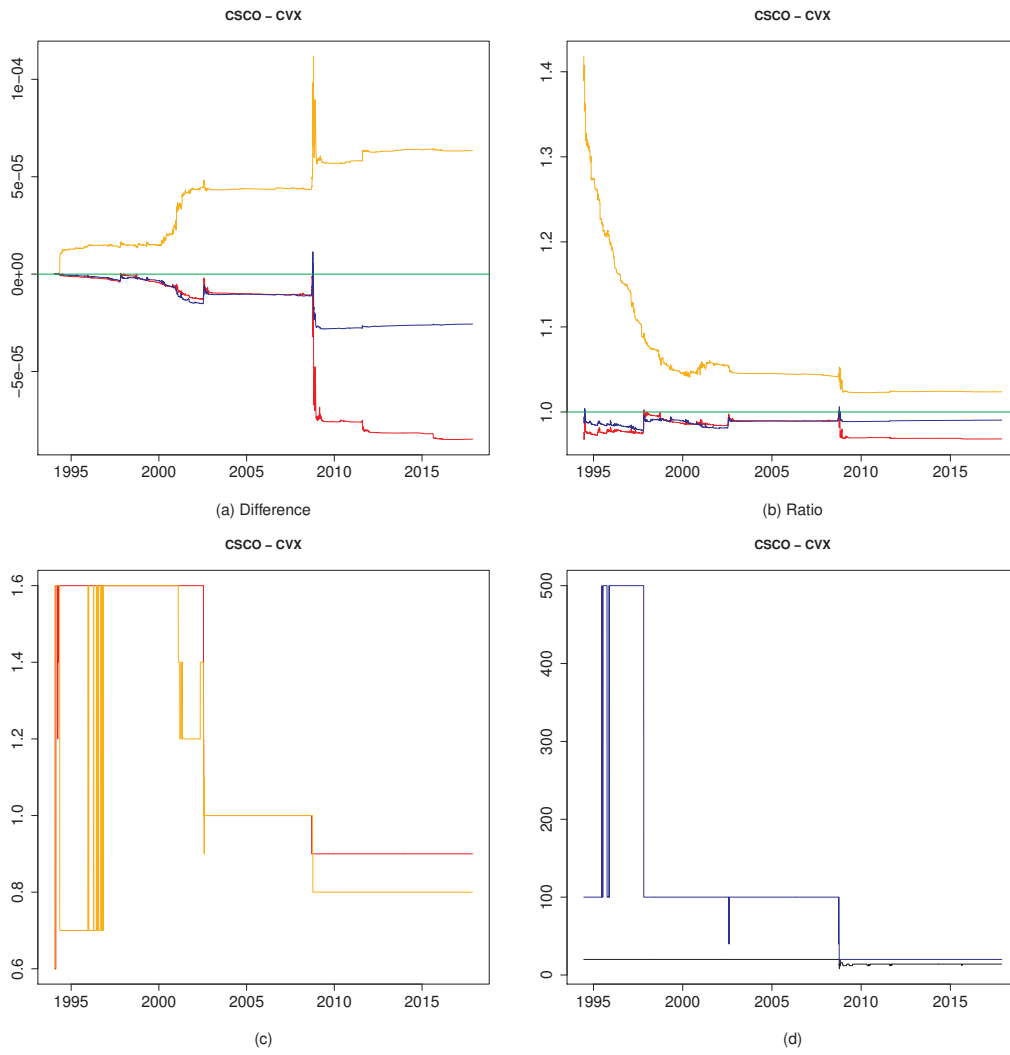 CSCO – CVX
1e−04
5e−05
0e+00
−5e−05
1995 2000 2005 2010 2015
(a) Difference
CSCO – CVX
1.4
1.3
1.2
1.1
1.0
1995 2000 2005 2010 2015
(b) Ratio
CSCO – CVX
1.6
1.4
1.2
1.0
0.8
0.6
1995 2000 2005 2010 2015
(c)
CSCO – CVX
500
400
300
200
100
0
1995 2000 2005 2010 2015
(d)